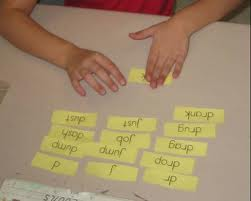 dr j d
drop jump dump
drag job dash
drug just dust
drank